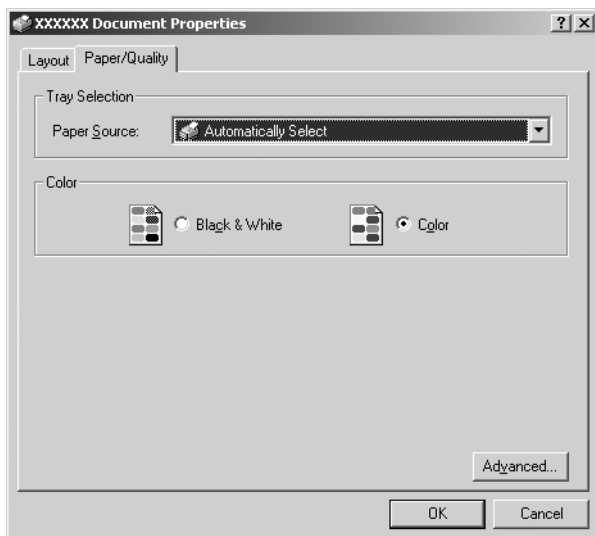 XXXXXX Document Properties
Layout
Paper/Quality
Tray Selection
Paper Source:
Automatically Select
Color
Black & White
Color
Advanced...
OK
Cancel